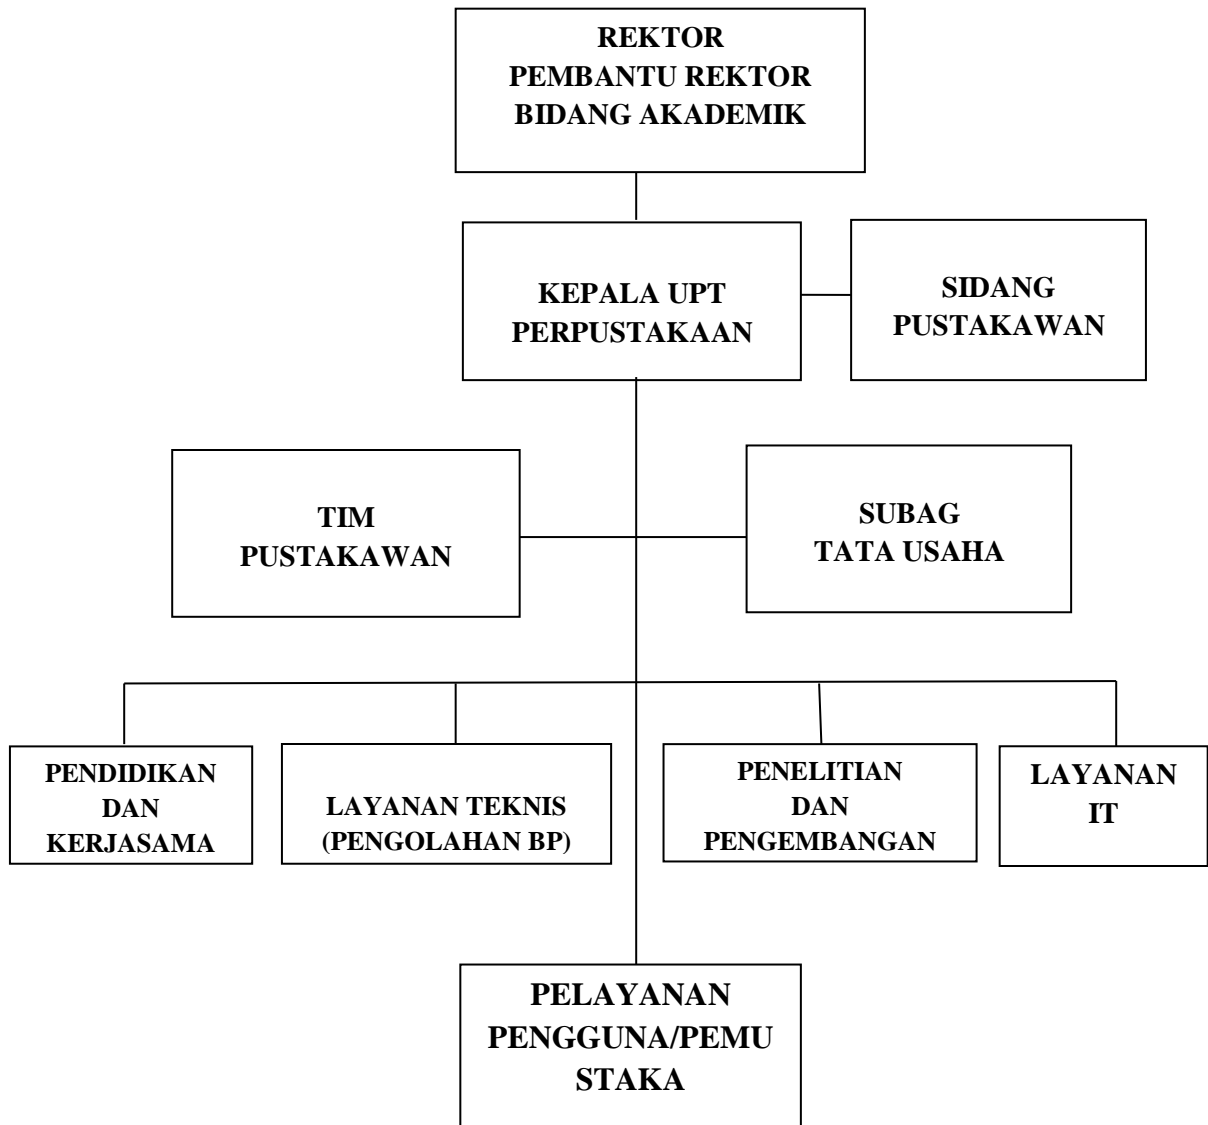 REKTOR
PEMBANTU REKTOR
BIDANG AKADEMIK
KEPALA UPT
PERPUSTAKAAN
SIDANG
PUSTAKAWAN
TIM
PUSTAKAWAN
SUBAG
TATA USAHA
PENDIDIKAN
DAN
KERJASAMA
LAYANAN TEKNIS
(PENGOLAHAN BP)
PENELITIAN
DAN
PENGEMBANGAN
LAYANAN
IT
PELAYANAN
PENGGUNA/PEMU
STAKA